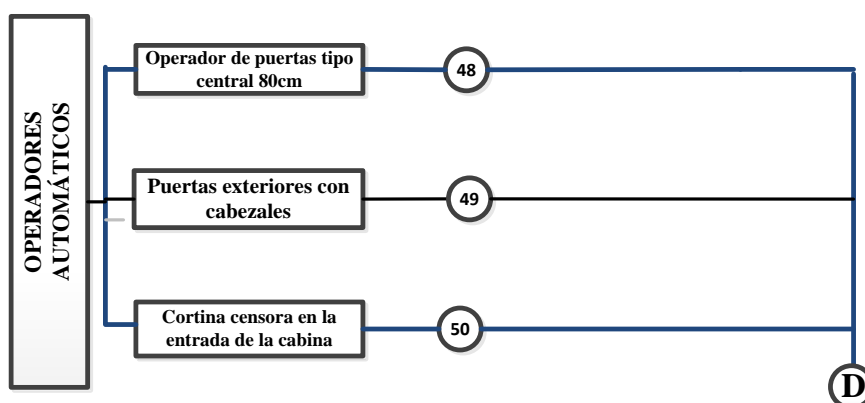 OPERADORES
AUTOMÁTICOS
Operador de puertas tipo
central 80cm
48
Puertas exteriores con
cabezales
49
Cortina censora en la
entrada de la cabina
50
D